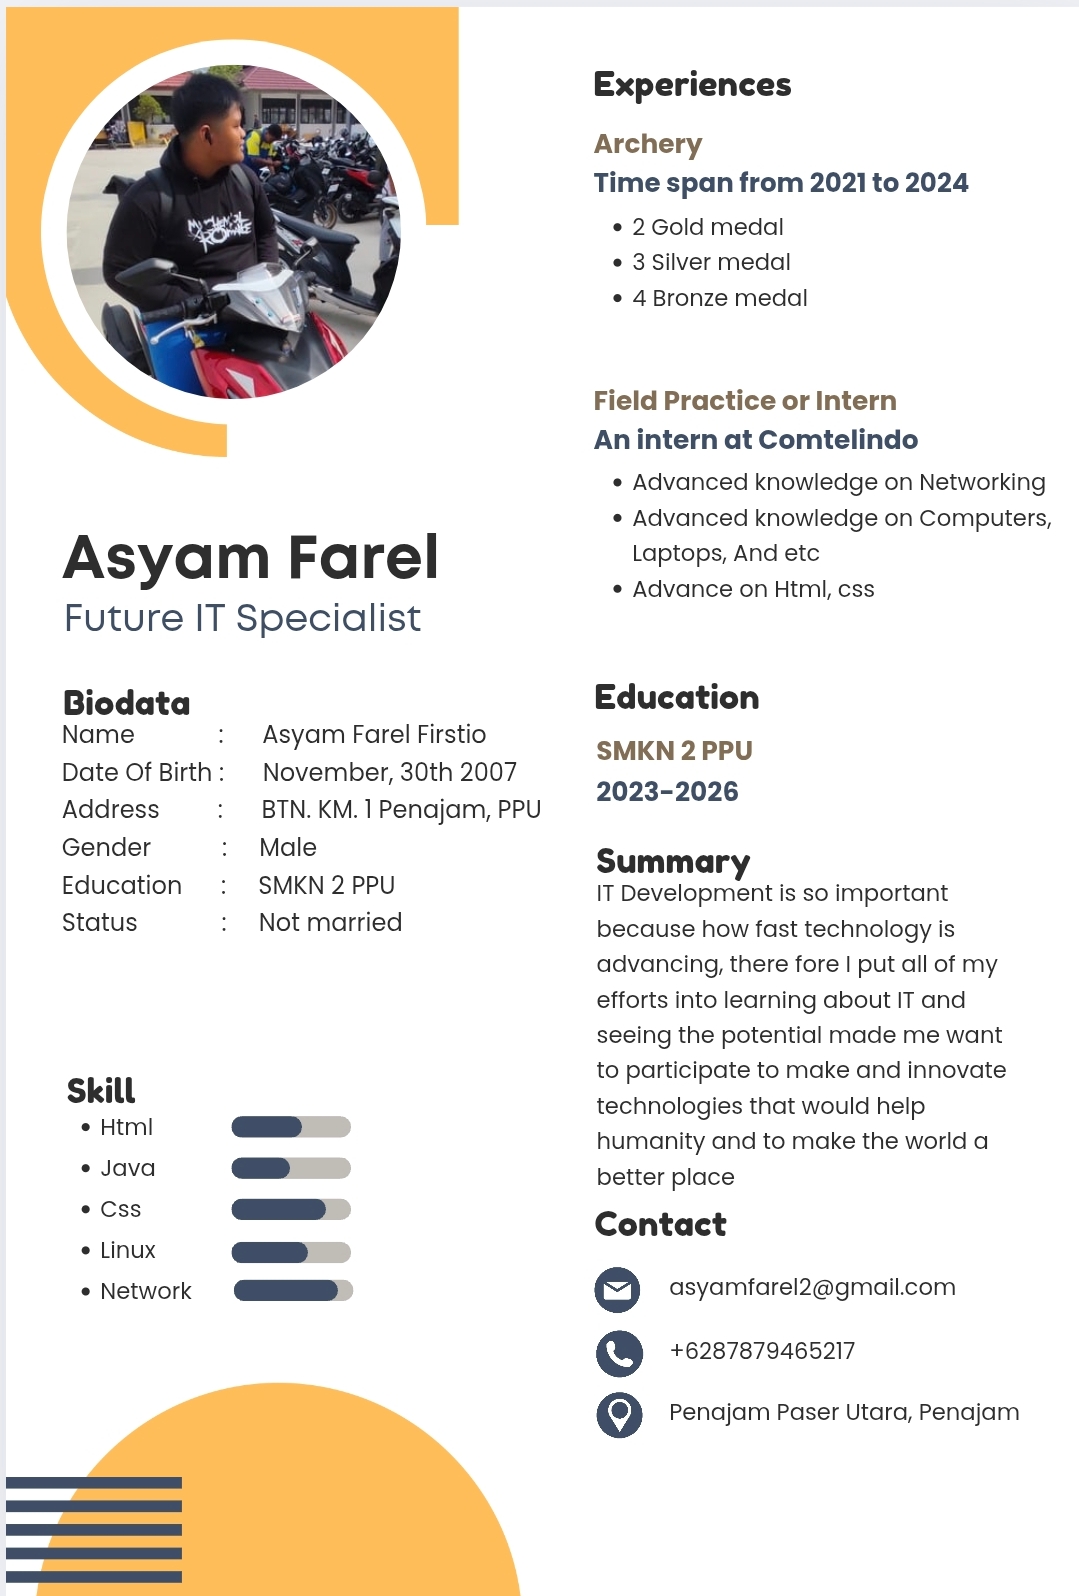 MY CHEMICAL
ROMANCE
Asyam Farel
Future IT Specialist
Biodata
Name : Asyam Farel Firstio
Date Of Birth : November, 30th 2007
Address : BTN. KM. 1 Penajam, PPU
Gender : Male
Education : SMKN 2 PPU
Status : Not married
Skill
• Html
• Java
• Css
• Linux
• Network
Experiences
Archery
Time span from 2021 to 2024
• 2 Gold medal
• 3 Silver medal
• 4 Bronze medal
Field Practice or Intern
An intern at Comtelindo
• Advanced knowledge on Networking
• Advanced knowledge on Computers,
Laptops, And etc
• Advance on Html, css
Education
SMKN 2 PPU
2023-2026
Summary
IT Development is so important
because how fast technology is
advancing, there fore I put all of my
efforts into learning about IT and
seeing the potential made me want
to participate to make and innovate
technologies that would help
humanity and to make the world a
better place
Contact
asyamfarel2@gmail.com
+6287879465217
Penajam Paser Utara, Penajam